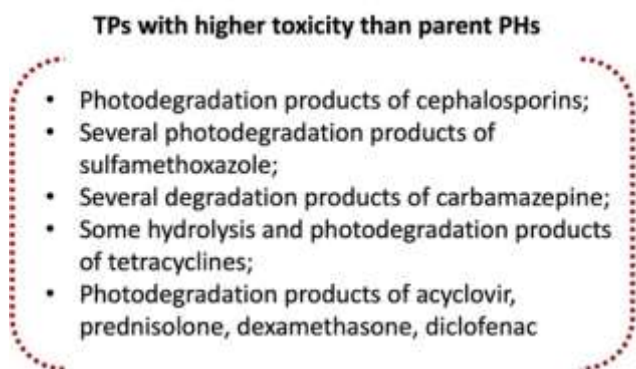 TPs with higher toxicity than parent PHs
• Photodegradation products of cephalosporins;
• Several photodegradation products of
sulfamethoxazole;
• Several degradation products of carbamazepine;
• Some hydrolysis and photodegradation products
of tetracyclines;
• Photodegradation products of acyclovir,
prednisolone, dexamethasone, diclofenac